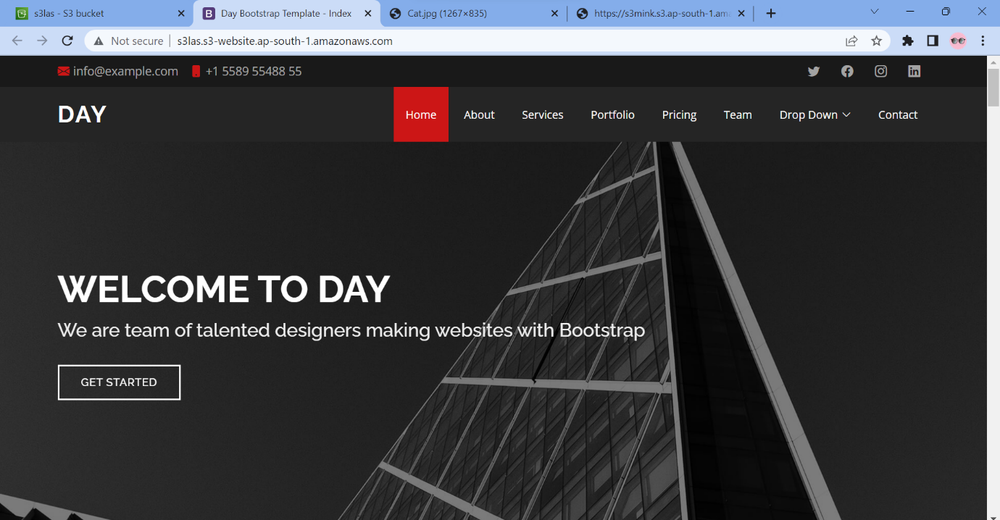 s3las - S3 bucket
Day Bootstrap Template - Index
Cat.jpg (1267×835)
https://s3mink.s3.ap-south-1.ama
Not secure
s3las.s3-website.ap-south-1.amazonaws.com
info@example.com +1 5589 55488 55
DAY
Home About Services Portfolio Pricing Team Drop Down Contact
WELCOME TO DAY
We are team of talented designers making websites with Bootstrap
GET STARTED